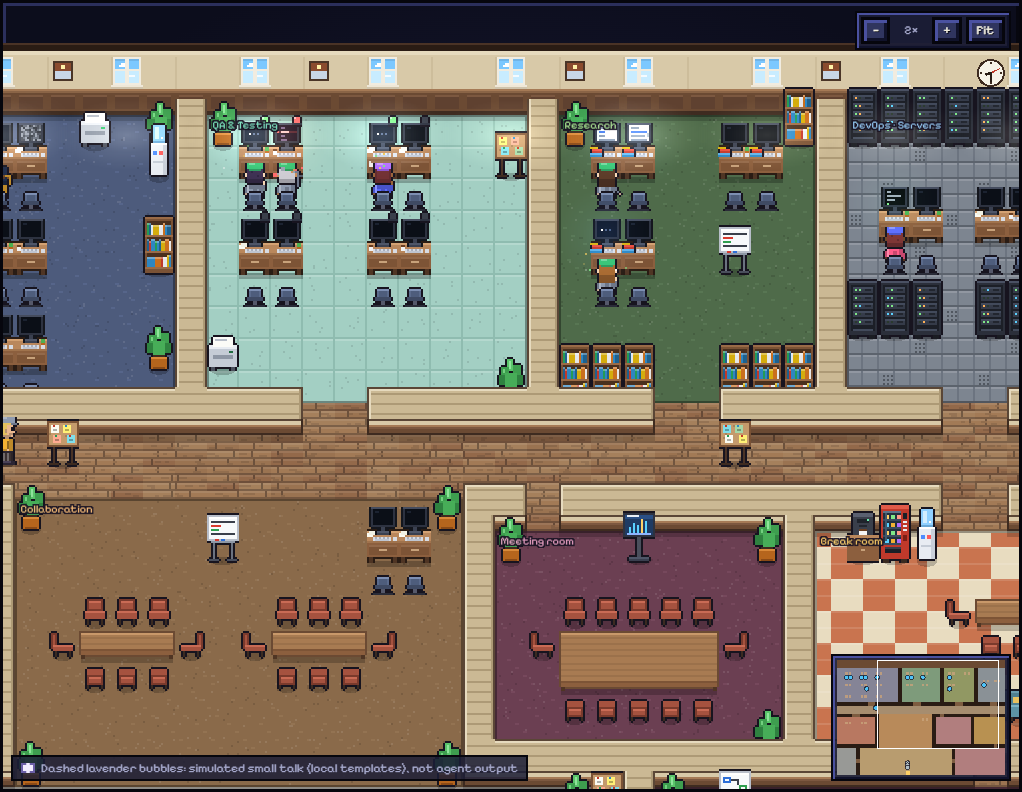 - 2× + Fit
QA & Testing
Research
DevOps Servers
Collaboration
Meeting room
Break room
Dashed lavender bubbles: simulated small talk (local templates), not agent output